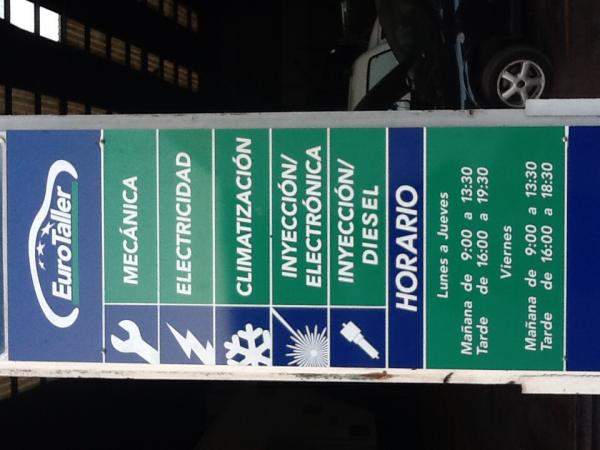 EuroTaller
MECÁNICA
ELECTRICIDAD
CLIMATIZACIÓN
INYECCIÓN/
ELECTRÓNICA
INYECCIÓN/
DIESEL
HORARIO
Lunes a Jueves
Mañana de 9:00 a 13:30
Tarde de 16:00 a 19:30
Viernes
Mañana de 9:00 a 13:30
Tarde de 16:00 a 18:30